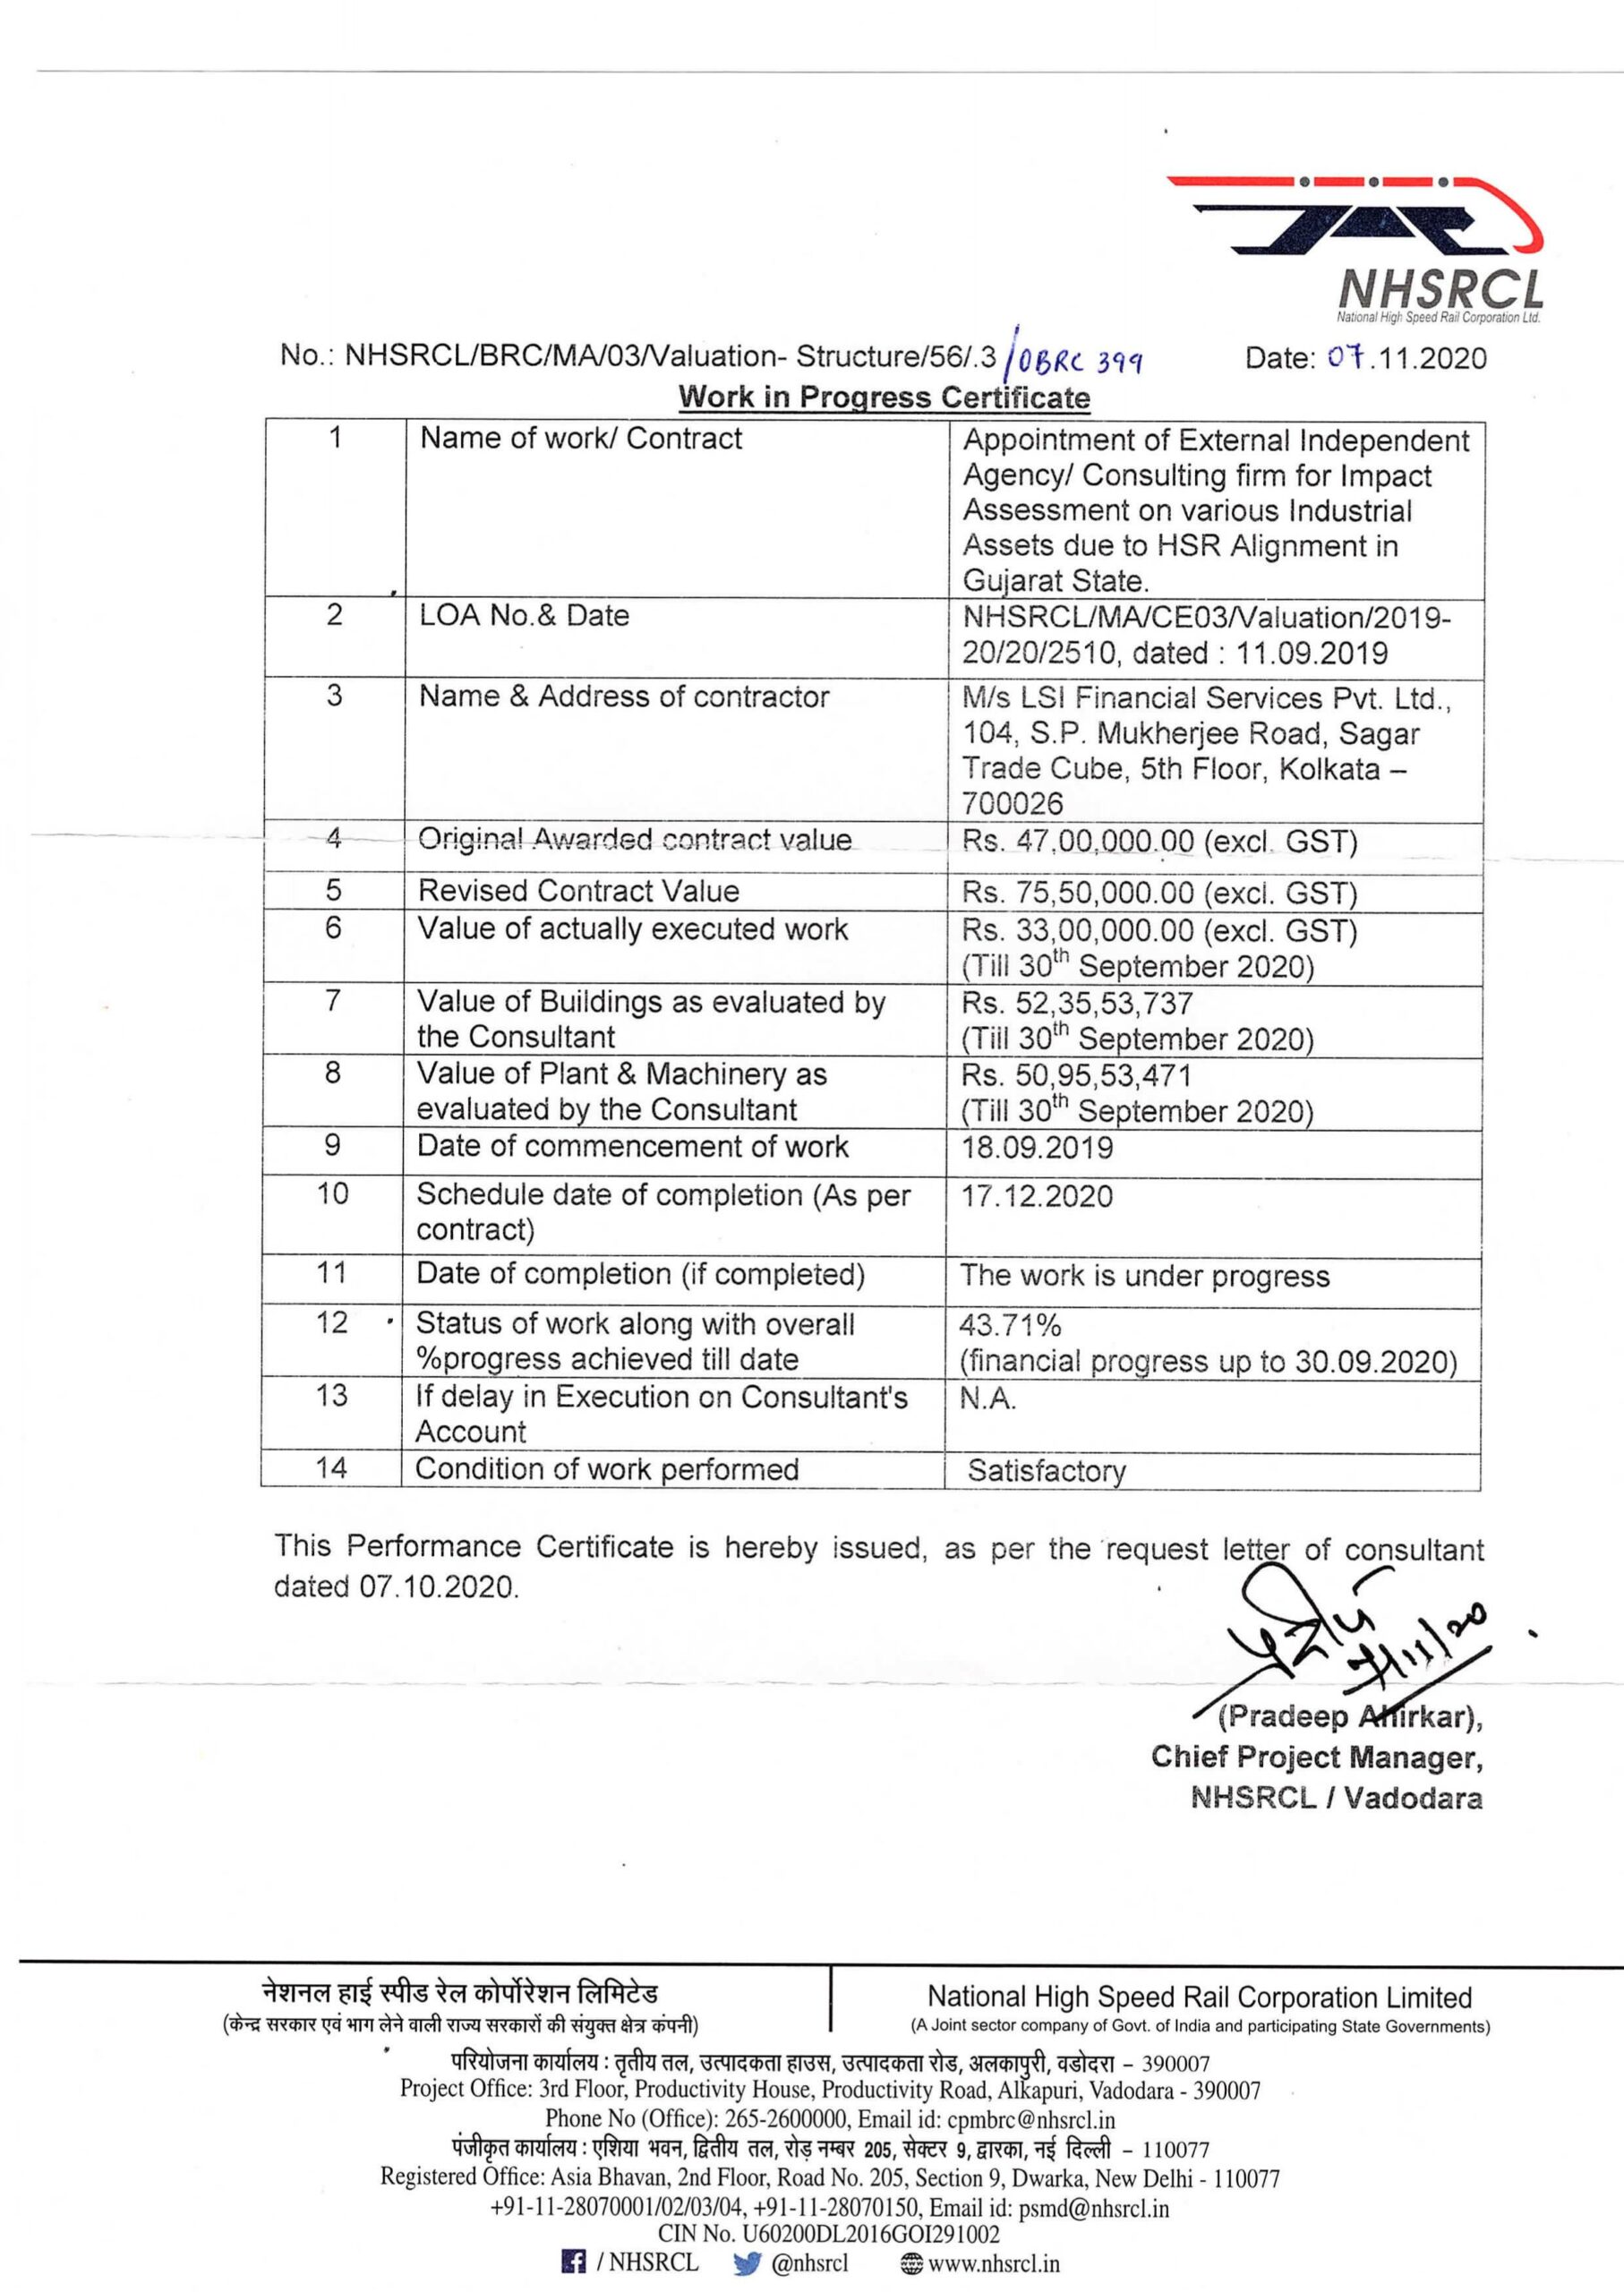 NHSRCL
National High Speed Rail Corporation Ltd.
No.: NHSRCL/BRC/MA/03/Valuation- Structure/56/.3 /OBRC 399 Date: 07.11.2020
Work in Progress Certificate
1 Name of work/ Contract Appointment of External Independent
Agency/ Consulting firm for Impact
Assessment on various Industrial
Assets due to HSR Alignment in
Gujarat State.
2 LOA No.& Date NHSRCL/MA/CE03/Valuation/2019-
20/20/2510, dated : 11.09.2019
3 Name & Address of contractor M/s LSI Financial Services Pvt. Ltd.,
104, S.P. Mukherjee Road, Sagar
Trade Cube, 5th Floor, Kolkata –
700026
4 Original Awarded contract value Rs. 47,00,000.00 (excl. GST)
5 Revised Contract Value Rs. 75,50,000.00 (excl. GST)
6 Value of actually executed work Rs. 33,00,000.00 (excl. GST)
(Till 30th September 2020)
7 Value of Buildings as evaluated by Rs. 52,35,53,737
the Consultant (Till 30th September 2020)
8 Value of Plant & Machinery as Rs. 50,95,53,471
evaluated by the Consultant (Till 30th September 2020)
9 Date of commencement of work 18.09.2019
10 Schedule date of completion (As per 17.12.2020
contract)
11 Date of completion (if completed) The work is under progress
12 Status of work along with overall 43.71%
%progress achieved till date (financial progress up to 30.09.2020)
13 If delay in Execution on Consultant's N.A.
Account
14 Condition of work performed Satisfactory
This Performance Certificate is hereby issued, as per the request letter of consultant
dated 07.10.2020.
प्रदीप
7/11/20
(Pradeep Ahirkar),
Chief Project Manager,
NHSRCL / Vadodara
नेशनल हाई स्पीड रेल कोर्पोरेशन लिमिटेड
(केन्द्र सरकार एवं भाग लेने वाली राज्य सरकारों की संयुक्त क्षेत्र कंपनी)
National High Speed Rail Corporation Limited
(A Joint sector company of Govt. of India and participating State Governments)
परियोजना कार्यालय : तृतीय तल, उत्पादकता हाउस, उत्पादकता रोड, अलकापुरी, वडोदरा – 390007
Project Office: 3rd Floor, Productivity House, Productivity Road, Alkapuri, Vadodara - 390007
Phone No (Office): 265-2600000, Email id: cpmbrc@nhsrcl.in
पंजीकृत कार्यालय : एशिया भवन, द्वितीय तल, रोड़ नम्बर 205, सेक्टर 9, द्वारका, नई दिल्ली – 110077
Registered Office: Asia Bhavan, 2nd Floor, Road No. 205, Section 9, Dwarka, New Delhi - 110077
+91-11-28070001/02/03/04, +91-11-28070150, Email id: psmd@nhsrcl.in
CIN No. U60200DL2016GOI291002
/ NHSRCL @nhsrcl www.nhsrcl.in